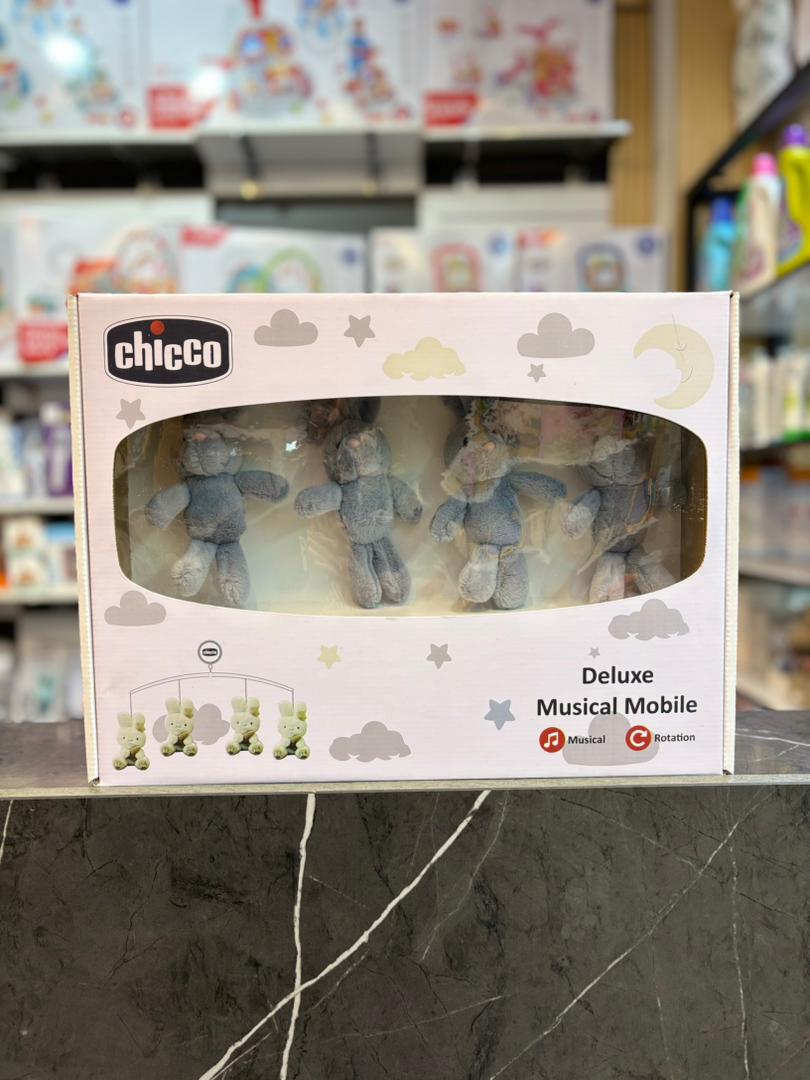 chicco
Deluxe
Musical Mobile
Musical
Rotation